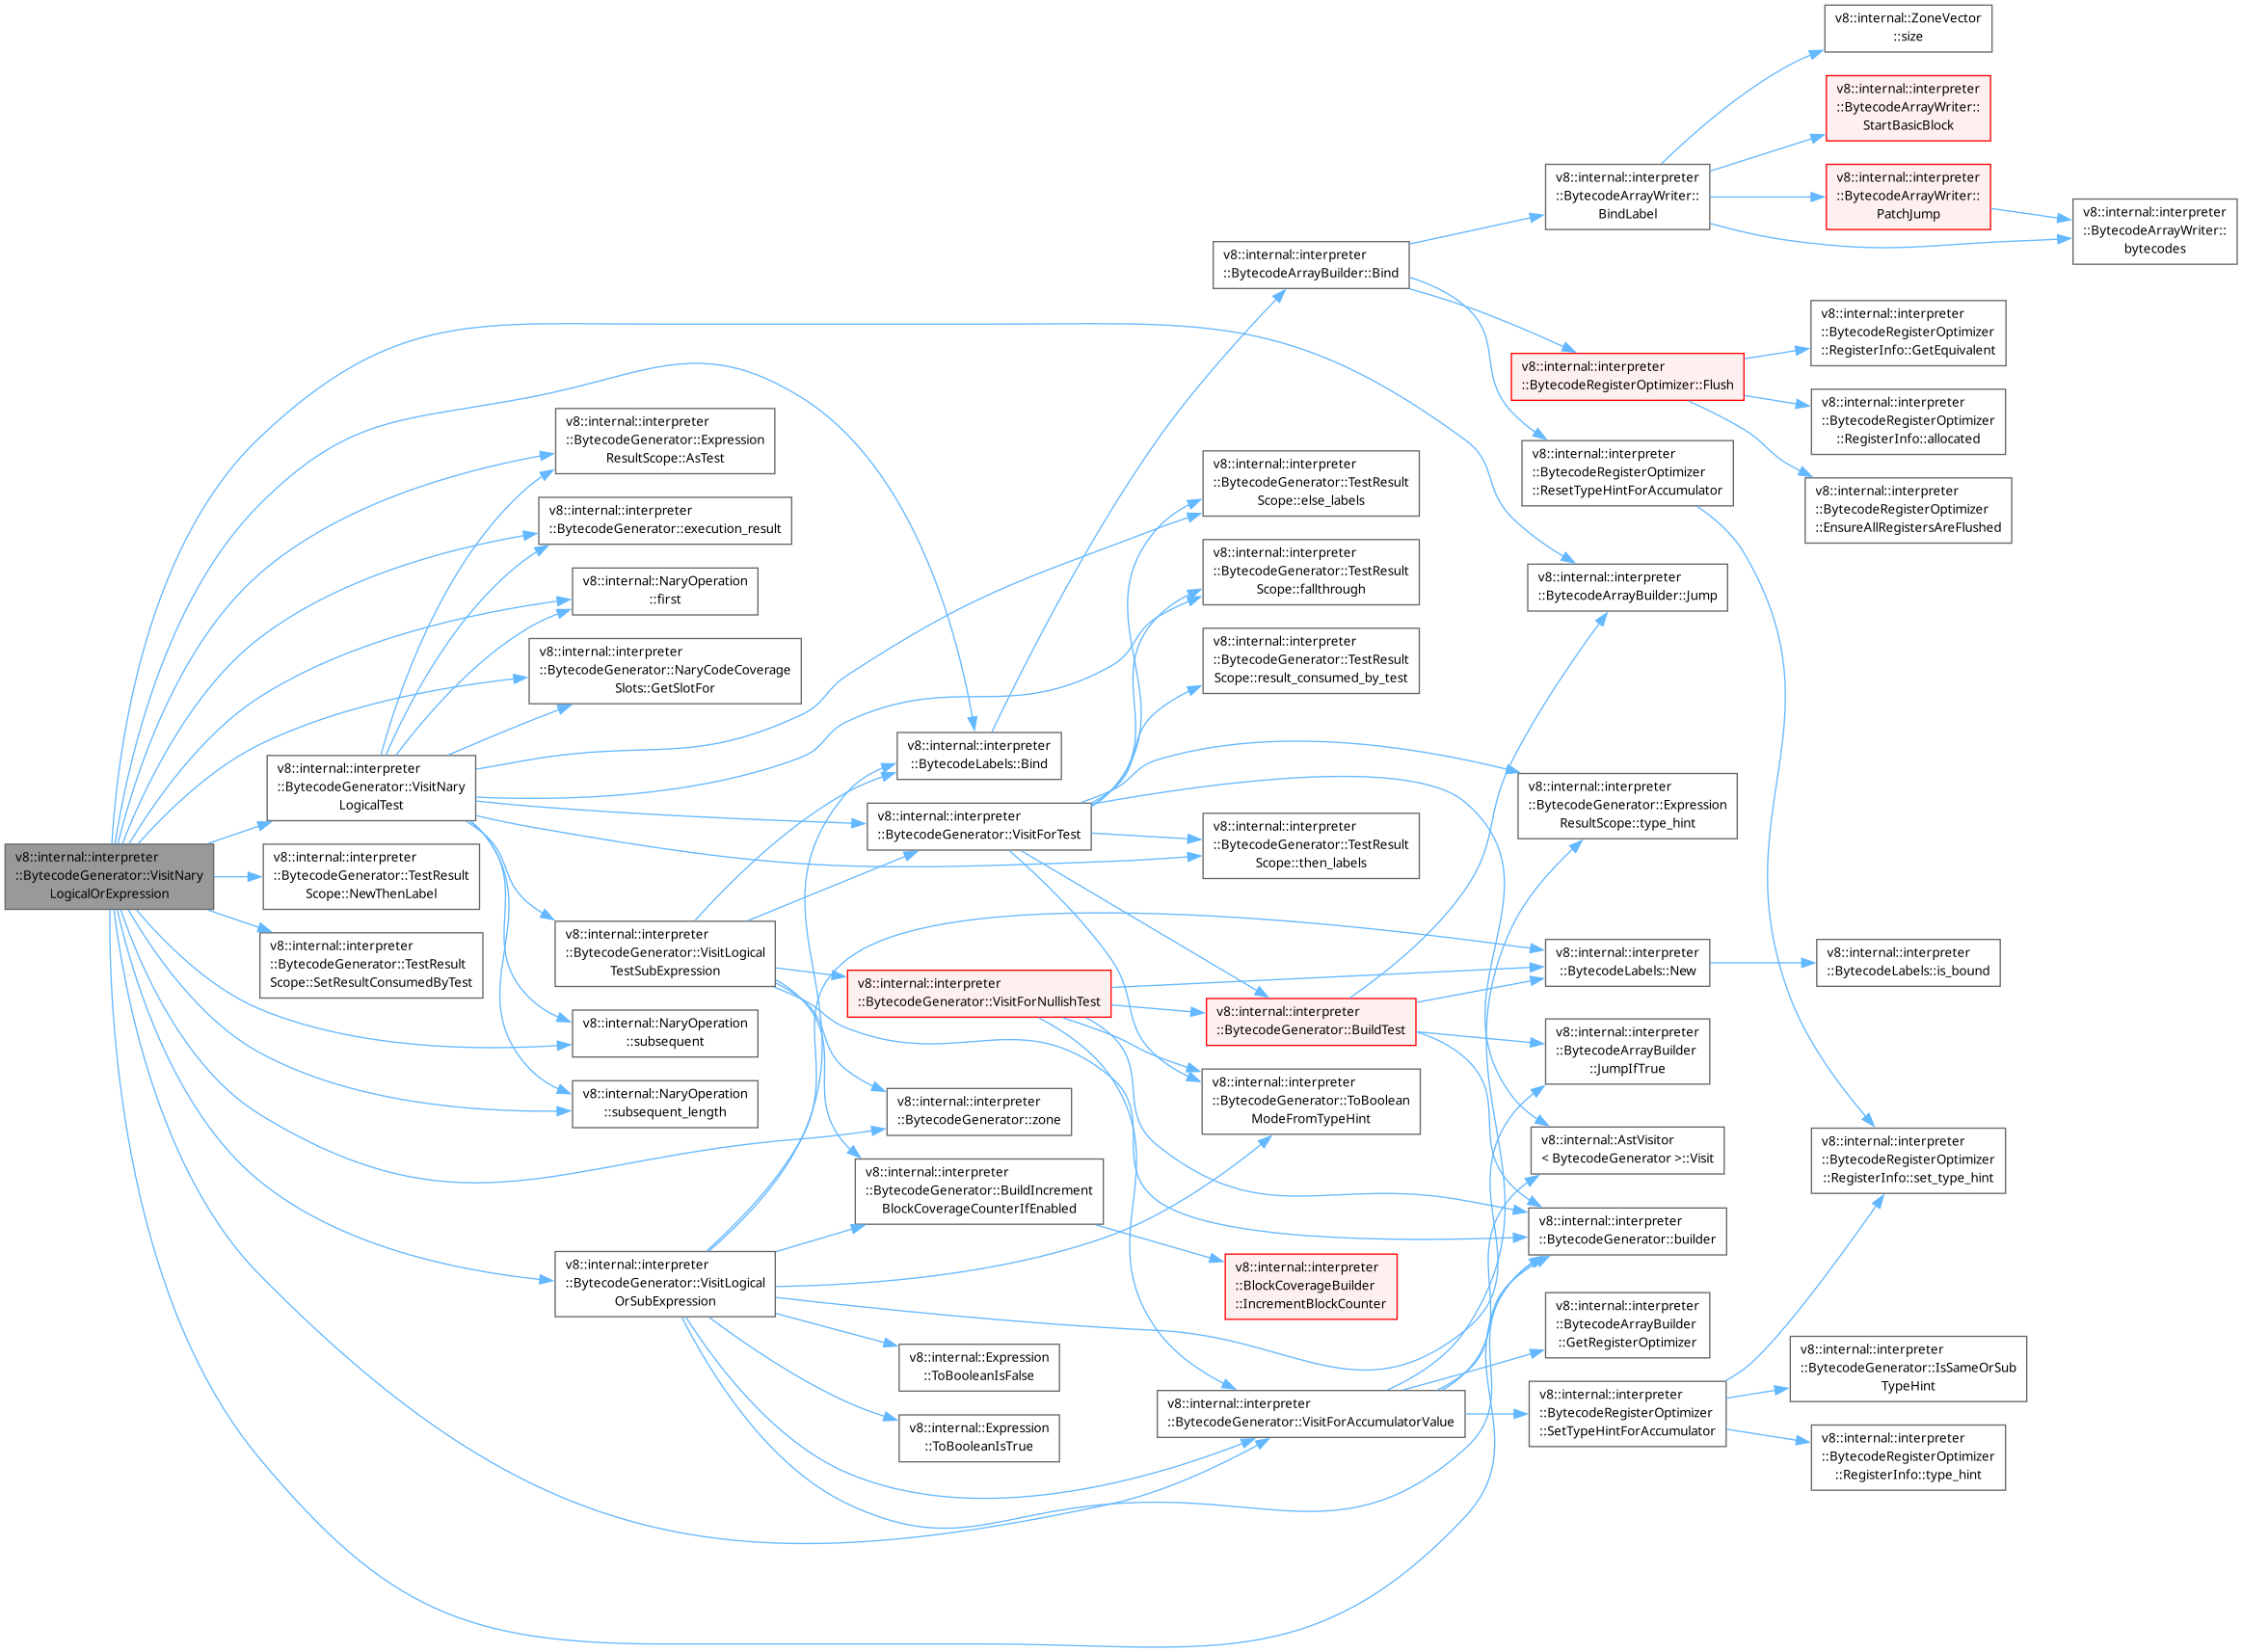 v8::internal::interpreter
::BytecodeGenerator::VisitNary
LogicalOrExpression
v8::internal::interpreter
::BytecodeGenerator::VisitNary
LogicalTest
v8::internal::interpreter
::BytecodeGenerator::TestResult
Scope::NewThenLabel
v8::internal::interpreter
::BytecodeGenerator::TestResult
Scope::SetResultConsumedByTest
v8::internal::interpreter
::BytecodeGenerator::Expression
ResultScope::AsTest
v8::internal::interpreter
::BytecodeGenerator::execution_result
v8::internal::NaryOperation
::first
v8::internal::interpreter
::BytecodeGenerator::NaryCodeCoverage
Slots::GetSlotFor
v8::internal::interpreter
::BytecodeGenerator::VisitLogical
TestSubExpression
v8::internal::NaryOperation
::subsequent
v8::internal::NaryOperation
::subsequent_length
v8::internal::interpreter
::BytecodeGenerator::VisitLogical
OrSubExpression
v8::internal::interpreter
::BytecodeLabels::Bind
v8::internal::interpreter
::BytecodeGenerator::VisitForTest
v8::internal::interpreter
::BytecodeGenerator::VisitForNullishTest
v8::internal::interpreter
::BytecodeGenerator::zone
v8::internal::interpreter
::BytecodeGenerator::BuildIncrement
BlockCoverageCounterIfEnabled
v8::internal::Expression
::ToBooleanIsFalse
v8::internal::Expression
::ToBooleanIsTrue
v8::internal::interpreter
::BytecodeArrayBuilder::Bind
v8::internal::interpreter
::BytecodeGenerator::TestResult
Scope::else_labels
v8::internal::interpreter
::BytecodeGenerator::TestResult
Scope::fallthrough
v8::internal::interpreter
::BytecodeGenerator::TestResult
Scope::result_consumed_by_test
v8::internal::interpreter
::BytecodeGenerator::TestResult
Scope::then_labels
v8::internal::interpreter
::BytecodeGenerator::BuildTest
v8::internal::interpreter
::BytecodeGenerator::ToBoolean
ModeFromTypeHint
v8::internal::interpreter
::BlockCoverageBuilder
::IncrementBlockCounter
v8::internal::interpreter
::BytecodeGenerator::VisitForAccumulatorValue
v8::internal::interpreter
::BytecodeArrayWriter::
BindLabel
v8::internal::interpreter
::BytecodeRegisterOptimizer::Flush
v8::internal::interpreter
::BytecodeRegisterOptimizer
::ResetTypeHintForAccumulator
v8::internal::interpreter
::BytecodeArrayBuilder::Jump
v8::internal::interpreter
::BytecodeGenerator::Expression
ResultScope::type_hint
v8::internal::interpreter
::BytecodeLabels::New
v8::internal::interpreter
::BytecodeArrayBuilder
::JumpIfTrue
v8::internal::AstVisitor
< BytecodeGenerator >::Visit
v8::internal::interpreter
::BytecodeGenerator::builder
v8::internal::interpreter
::BytecodeArrayBuilder
::GetRegisterOptimizer
v8::internal::interpreter
::BytecodeRegisterOptimizer
::SetTypeHintForAccumulator
v8::internal::ZoneVector
::size
v8::internal::interpreter
::BytecodeArrayWriter::
StartBasicBlock
v8::internal::interpreter
::BytecodeArrayWriter::
PatchJump
v8::internal::interpreter
::BytecodeArrayWriter::
bytecodes
v8::internal::interpreter
::BytecodeRegisterOptimizer
::RegisterInfo::GetEquivalent
v8::internal::interpreter
::BytecodeRegisterOptimizer
::RegisterInfo::allocated
v8::internal::interpreter
::BytecodeRegisterOptimizer
::EnsureAllRegistersAreFlushed
v8::internal::interpreter
::BytecodeLabels::is_bound
v8::internal::interpreter
::BytecodeRegisterOptimizer
::RegisterInfo::set_type_hint
v8::internal::interpreter
::BytecodeGenerator::IsSameOrSub
TypeHint
v8::internal::interpreter
::BytecodeRegisterOptimizer
::RegisterInfo::type_hint